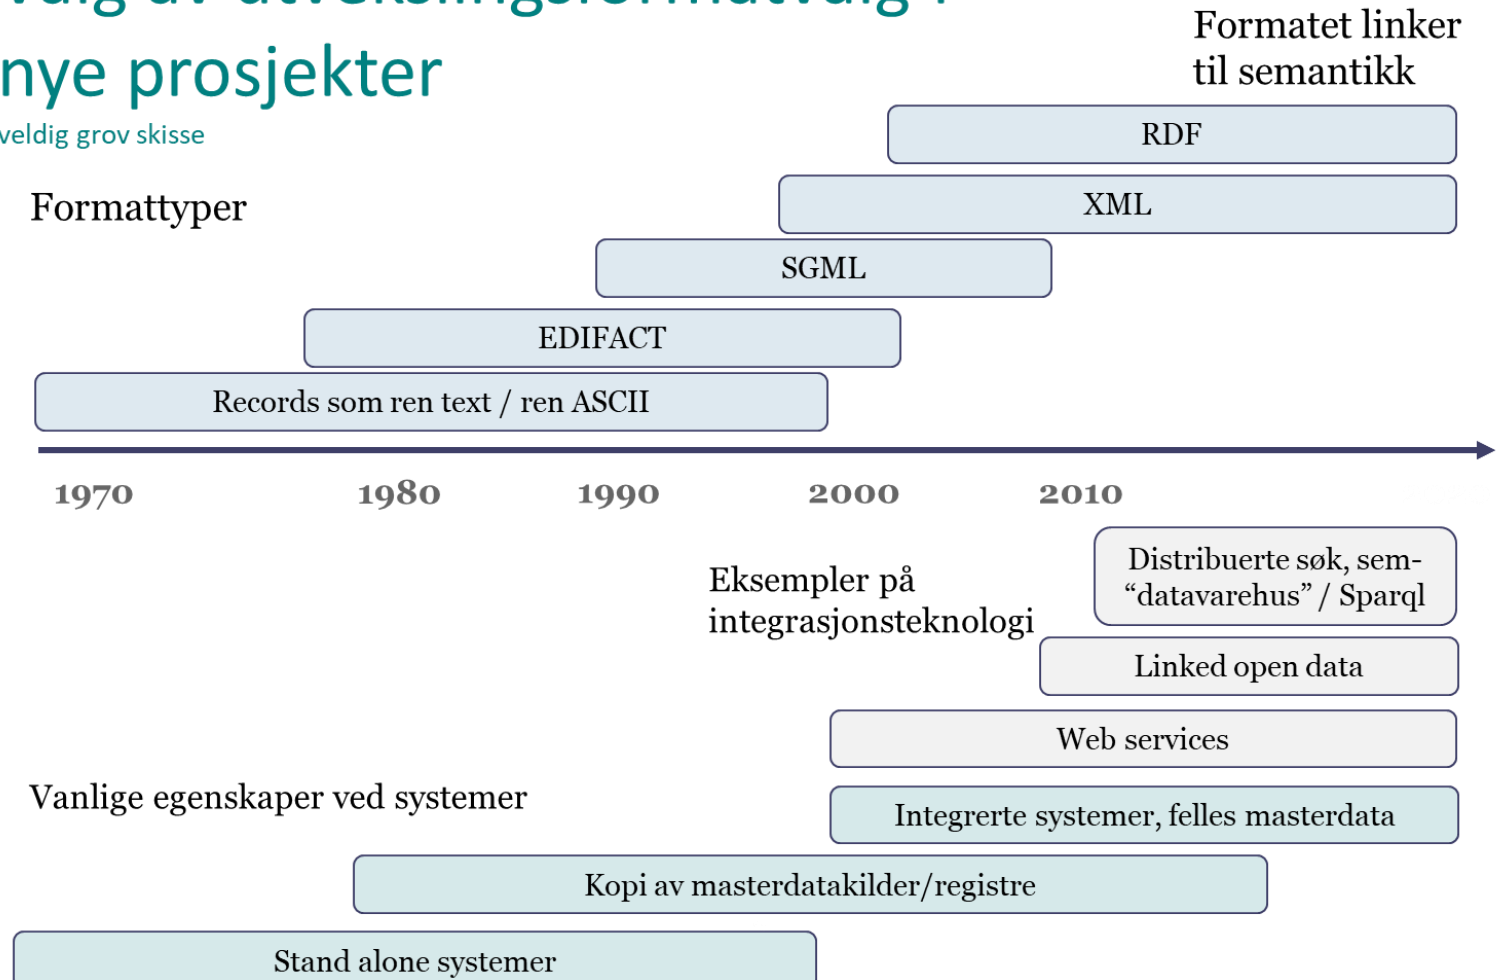 nye prosjekter
veldig grov skisse
Formatet linker
til semantikk
RDF
Formattyper
XML
SGML
EDIFACT
Records som ren text / ren ASCII
1970
1980
1990
2000
2010
Distribuerte søk, sem-
“datavarehus” / Sparql
Eksempler på
integrasjonsteknologi
Linked open data
Web services
Vanlige egenskaper ved systemer
Integrerte systemer, felles masterdata
Kopi av masterdatakilder/registre
Stand alone systemer